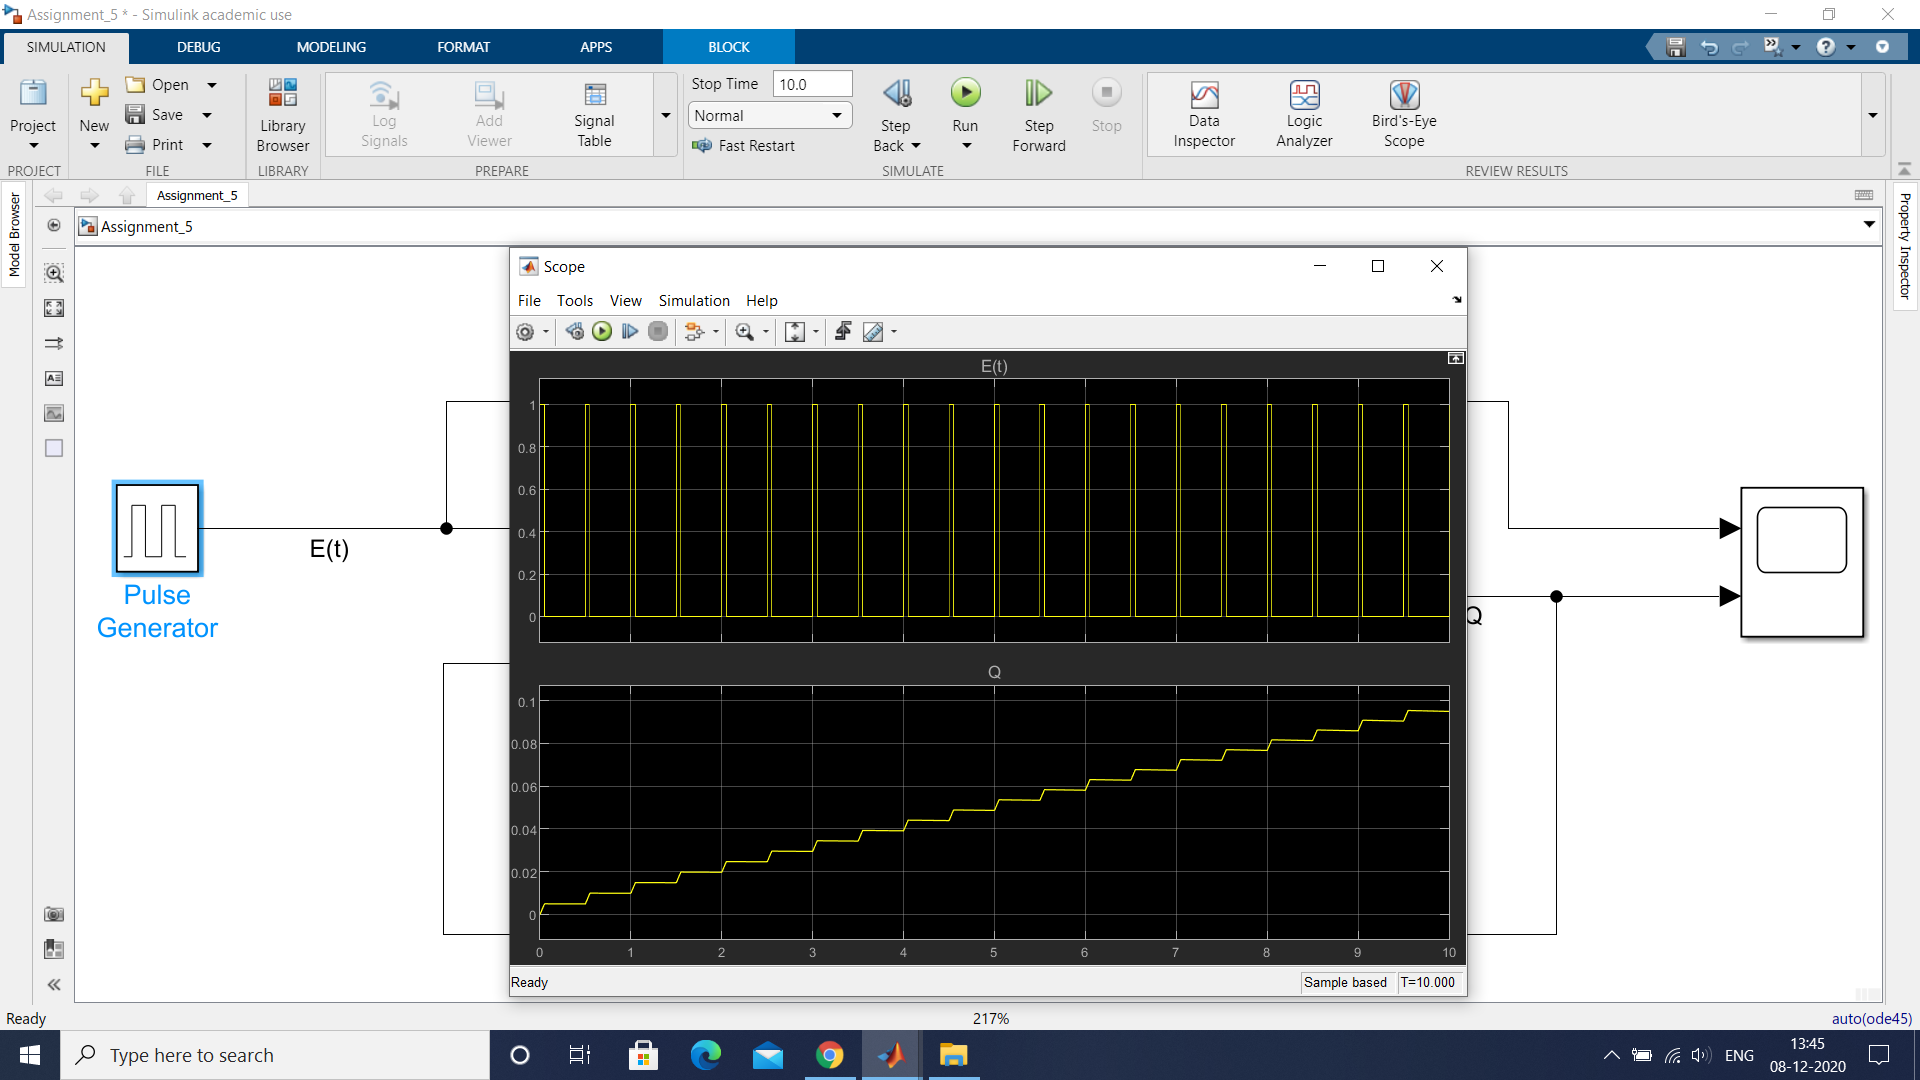 Assignment_5 * - Simulink academic use
SIMULATION DEBUG MODELING FORMAT APPS BLOCK
Project
PROJECT
New
Open
Save
Print
FILE
Library
Browser
LIBRARY
Log
Signals
Add
Viewer
Signal
Table
PREPARE
Stop Time 10.0
Normal
Fast Restart
Step
Back
Run
Step
Forward
Stop
SIMULATE
Data
Inspector
Logic
Analyzer
Bird's-Eye
Scope
REVIEW RESULTS
Model Browser
Assignment_5
Assignment_5
Property Inspector
Pulse
Generator
E(t)
Q
Scope
File Tools View Simulation Help
E(t)
1
0.8
0.6
0.4
0.2
0
Q
0.1
0.08
0.06
0.04
0.02
0
0 1 2 3 4 5 6 7 8 9 10
Ready Sample based T=10.000
Ready 217% auto(ode45)
Type here to search
ENG
13:45
08-12-2020